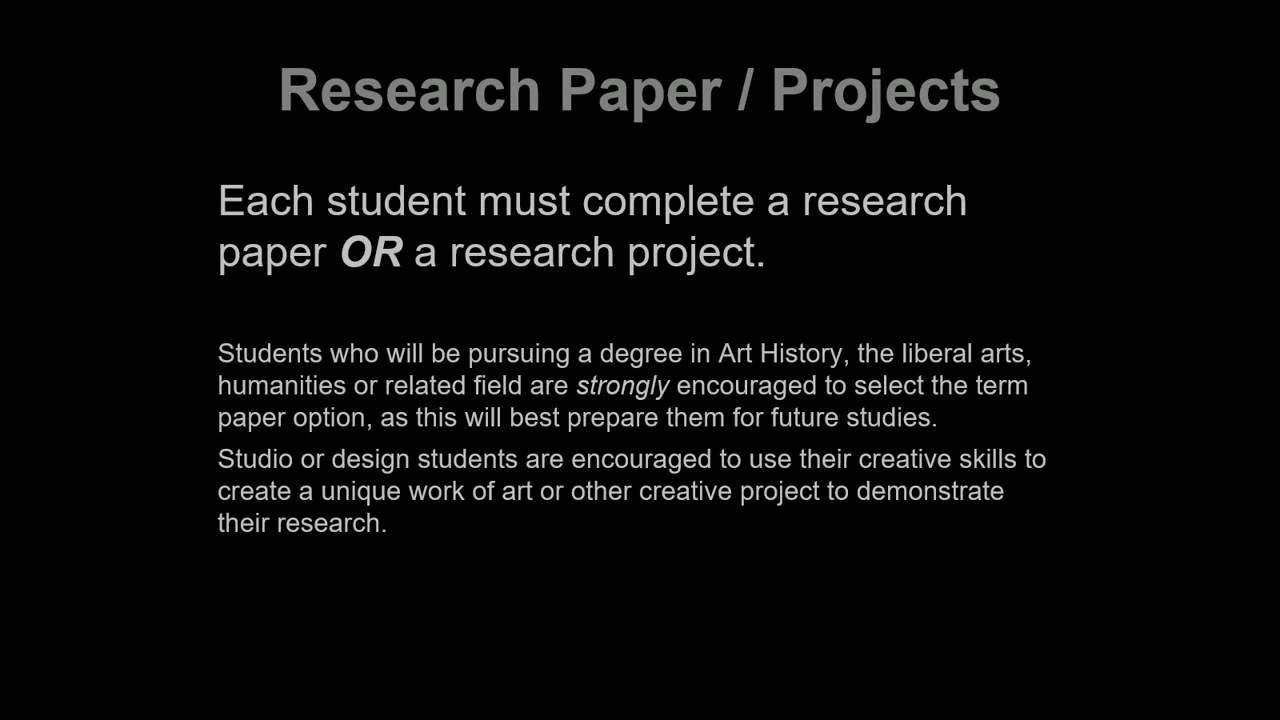 Research Paper / Projects
Each student must complete a research
paper OR a research project.
Students who will be pursuing a degree in Art History, the liberal arts,
humanities or related field are strongly encouraged to select the term
paper option, as this will best prepare them for future studies.
Studio or design students are encouraged to use their creative skills to
create a unique work of art or other creative project to demonstrate
their research.